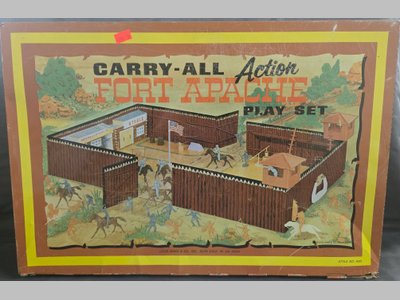 CARRY-ALL Action
FORT APACHE
PLAY SET